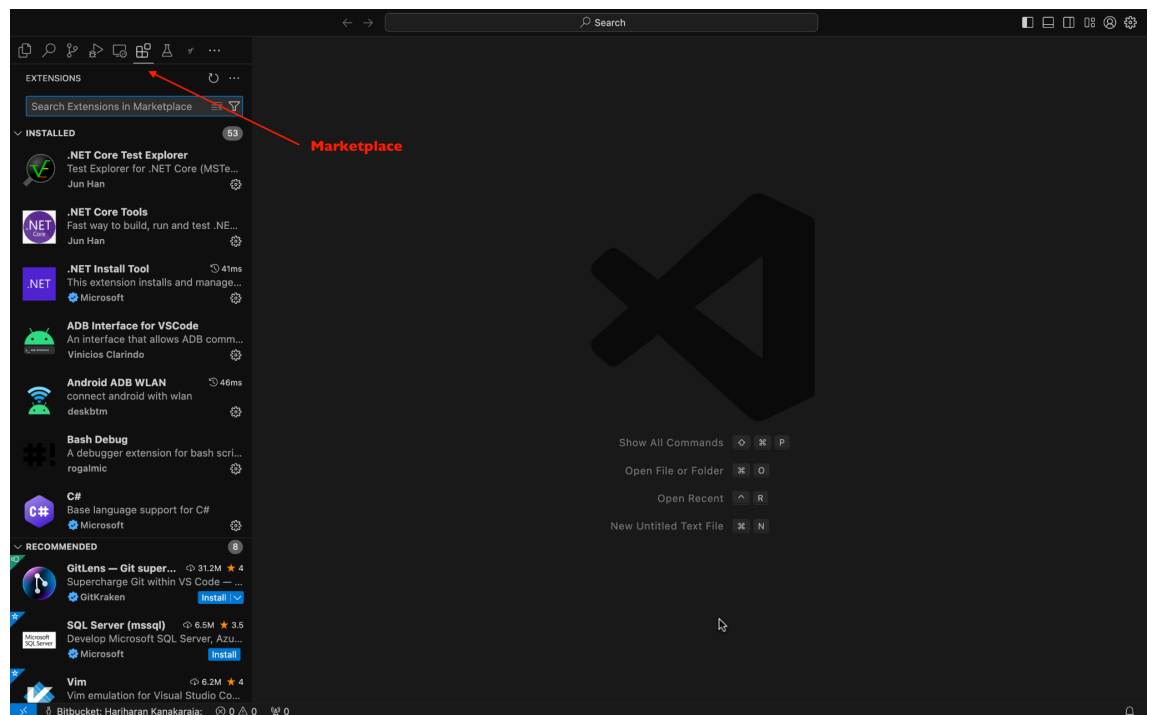 Search
EXTENSIONS
Search Extensions in Marketplace
INSTALLED
53
Marketplace
.NET Core Test Explorer
Test Explorer for .NET Core (MSTe...
Jun Han
.NET
Core
.NET Core Tools
Fast way to build, run and test .NE...
Jun Han
.NET
.NET Install Tool
41ms
This extension installs and manage...
Microsoft
ADB Interface for VSCode
An interface that allows ADB comm...
Vinicios Clarindo
Android ADB WLAN
46ms
connect android with wlan
deskbtm
#!
Bash Debug
A debugger extension for bash scri...
rogalmic
C#
C#
Base language support for C#
Microsoft
Show All Commands ⇧ ⌘ P
Open File or Folder ⌘ O
Open Recent ^ R
New Untitled Text File ⌘ N
RECOMMENDED
8
GitLens — Git super... 31.2M ★ 4
Supercharge Git within VS Code — ...
GitKraken
Install
Microsoft
SQL Server
SQL Server (mssql) 6.5M ★ 3.5
Develop Microsoft SQL Server, Azu...
Microsoft
Install
Vim 6.2M ★ 4
Vim emulation for Visual Studio Co...
Bitbucket: Hariharan Kanakaraja: 0 0 0